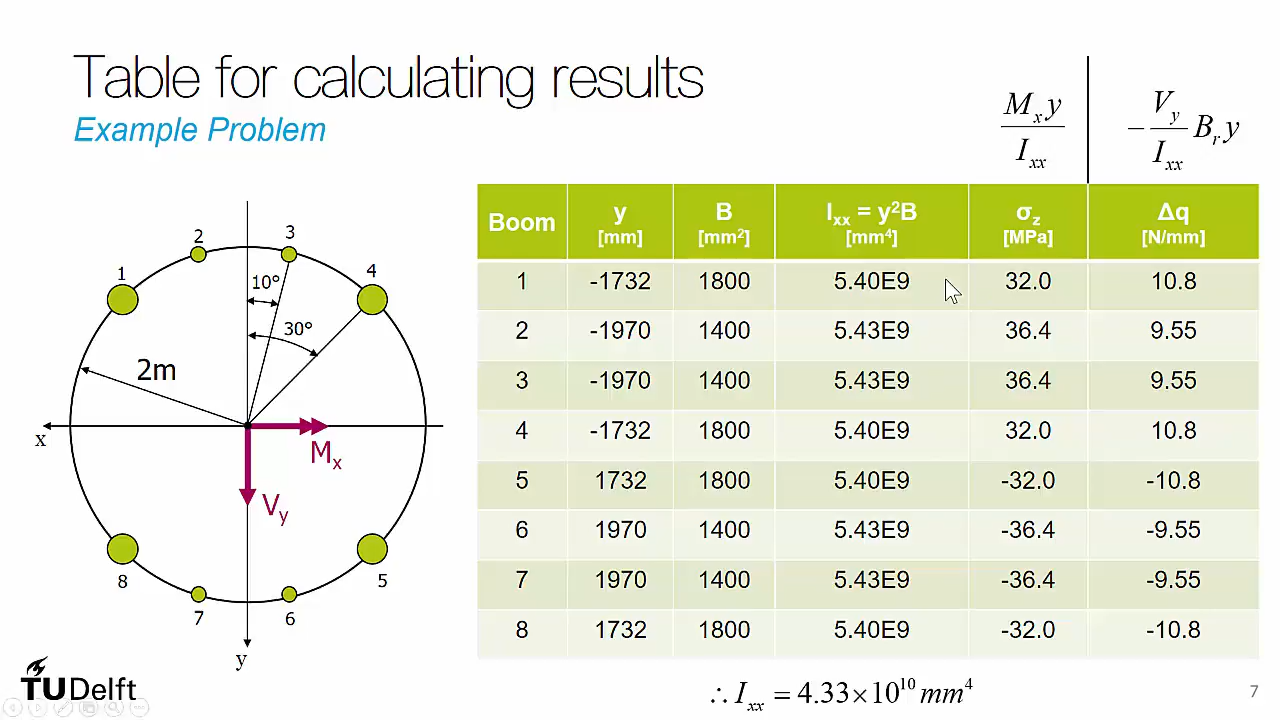 Table for calculating results
Example Problem
M_x y / I_xx
− V_y / I_xx B_r y
Boom y [mm] B [mm²] I_xx = y²B [mm⁴] σ_z [MPa] Δq [N/mm]
1 -1732 1800 5.40E9 32.0 10.8
2 -1970 1400 5.43E9 36.4 9.55
3 -1970 1400 5.43E9 36.4 9.55
4 -1732 1800 5.40E9 32.0 10.8
5 1732 1800 5.40E9 -32.0 -10.8
6 1970 1400 5.43E9 -36.4 -9.55
7 1970 1400 5.43E9 -36.4 -9.55
8 1732 1800 5.40E9 -32.0 -10.8
∴ I_xx = 4.33×10¹⁰ mm⁴
2 3
1 4
10°
30°
2m
x
M_x
V_y
8 5
7 6
y
TUDelft
7